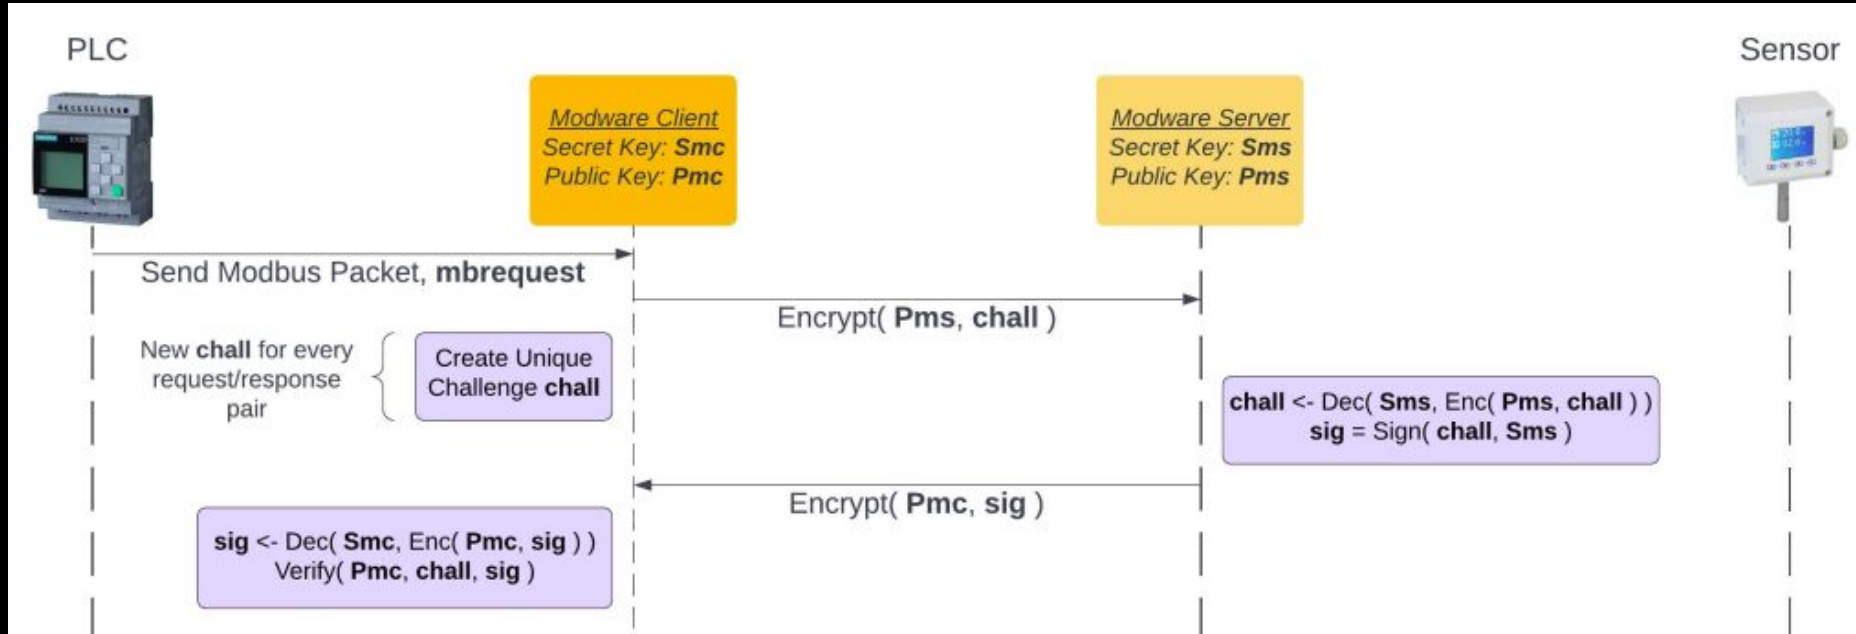 PLC
Sensor
Modware Client
Secret Key: Smc
Public Key: Pmc
Modware Server
Secret Key: Sms
Public Key: Pms
Send Modbus Packet, mbrequest
Encrypt( Pms, chall )
New chall for every
request/response
pair
Create Unique
Challenge chall
chall <- Dec( Sms, Enc( Pms, chall ) )
sig = Sign( chall, Sms )
Encrypt( Pmc, sig )
sig <- Dec( Smc, Enc( Pmc, sig ) )
Verify( Pmc, chall, sig )